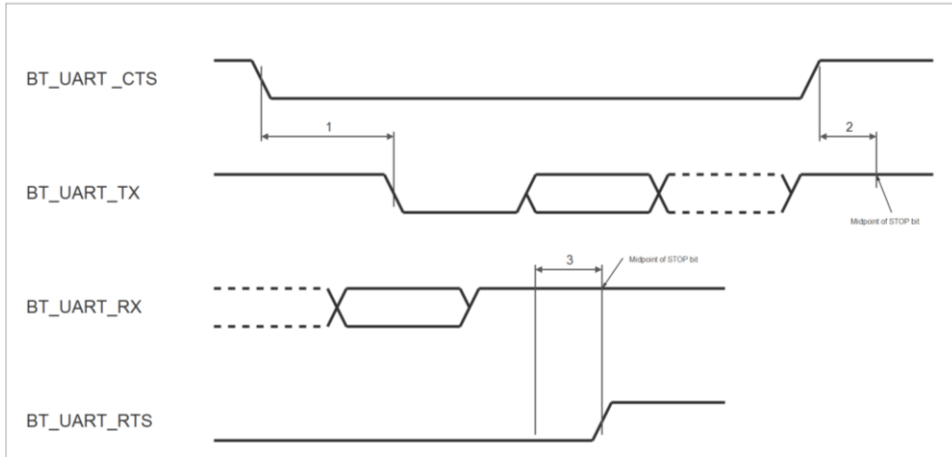 BT_UART _CTS
1
2
BT_UART_TX
Midpoint of STOP bit
3
Midpoint of STOP bit
BT_UART_RX
BT_UART_RTS